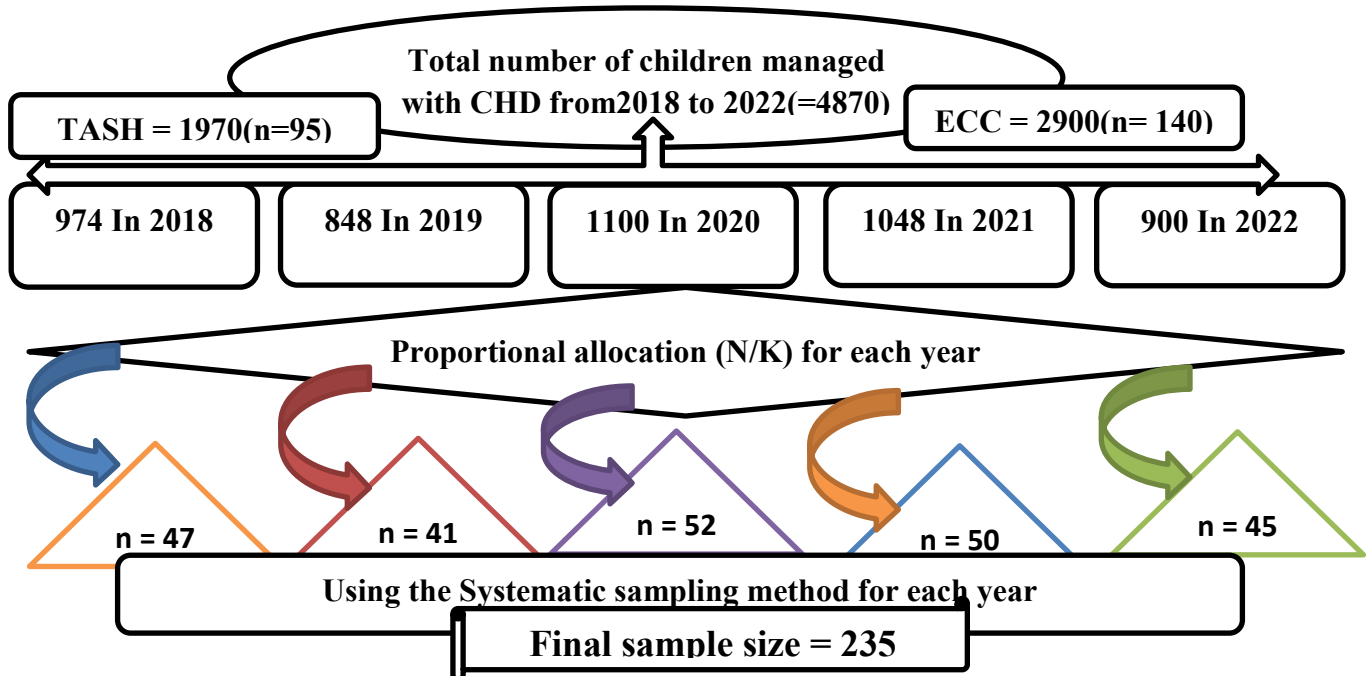 Total number of children managed
with CHD from2018 to 2022(=4870)
TASH = 1970(n=95)
ECC = 2900(n= 140)
974 In 2018
848 In 2019
1100 In 2020
1048 In 2021
900 In 2022
Proportional allocation (N/K) for each year
n = 47
n = 41
n = 52
n = 50
n = 45
Using the Systematic sampling method for each year
Final sample size = 235